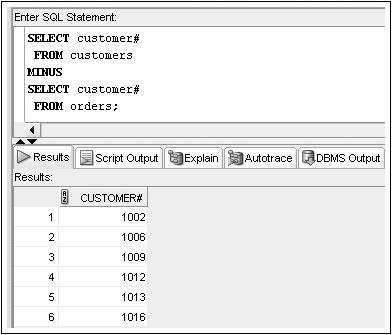 Enter SQL Statement:
SELECT customer#
FROM customers
MINUS
SELECT customer#
FROM orders;
Results Script Output Explain Autotrace DBMS Output
Results:
CUSTOMER#
1 1002
2 1006
3 1009
4 1012
5 1013
6 1016